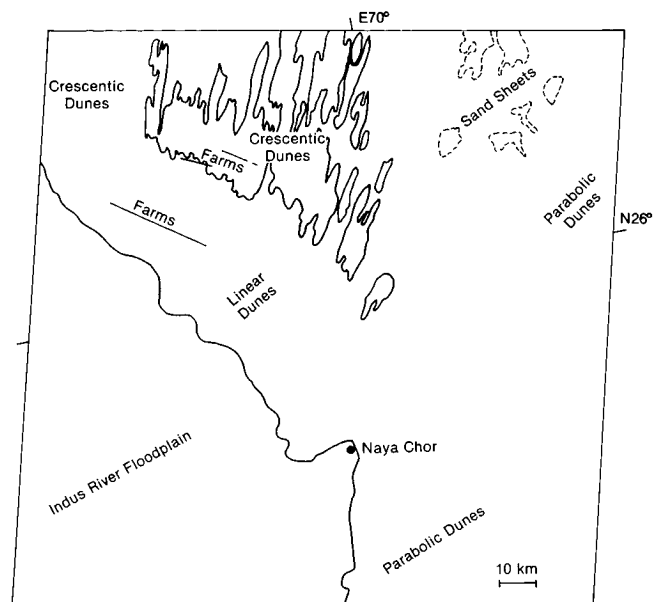 E70°
Crescentic
Dunes
Sand Sheets
Crescentic
Dunes
Farms
Farms
Parabolic
Dunes
N26°
Linear
Dunes
Naya Chor
Indus River Floodplain
Parabolic Dunes
10 km